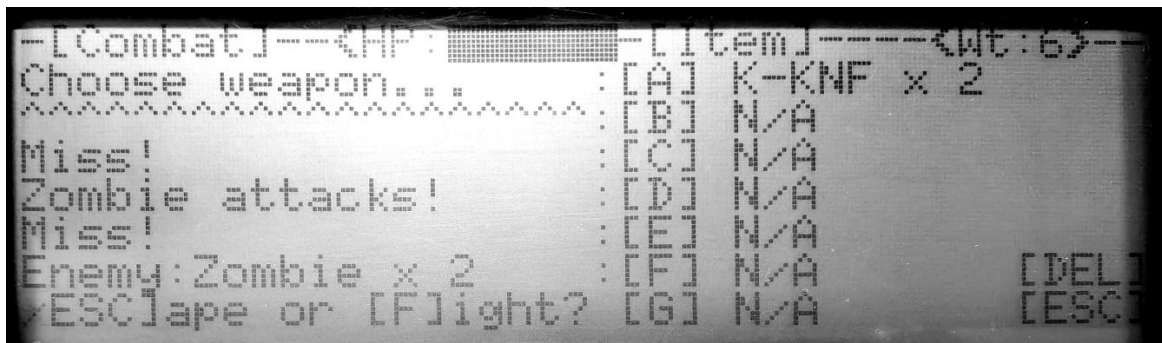 -[Combat]--<HP:          -[Item]----<Wt:6>--
Choose weapon...        :[A] K-KNF x 2
^^^^^^^^^^^^^^^^^^^^^^^^:[B] N/A
Miss!                   :[C] N/A
Zombie attacks!         :[D] N/A
Miss!                   :[E] N/A
Enemy:Zombie x 2        :[F] N/A        [DEL]
[ESC]ape or [F]ight? [G] N/A        [ESC]